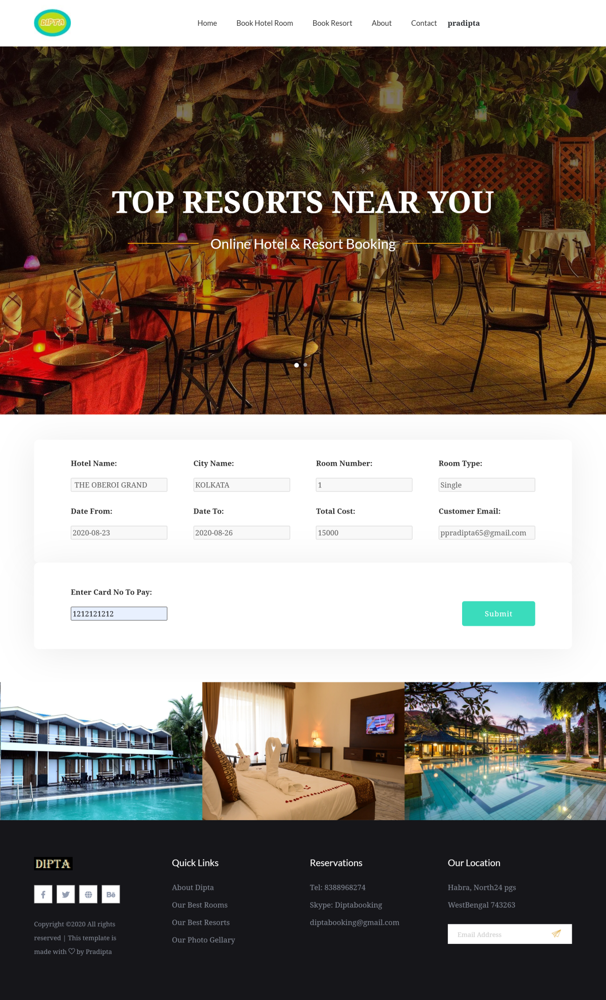 DIPTA
Home Book Hotel Room Book Resort About Contact pradipta
TOP RESORTS NEAR YOU
Online Hotel & Resort Booking
Hotel Name: City Name: Room Number: Room Type:
THE OBEROI GRAND KOLKATA 1 Single
Date From: Date To: Total Cost: Customer Email:
2020-08-23 2020-08-26 15000 ppradipta65@gmail.com
Enter Card No To Pay:
1212121212
Submit
DIPTA
Bē
Copyright ©2020 All rights
reserved | This template is
made with ♡ by Pradipta
Quick Links
About Dipta
Our Best Rooms
Our Best Resorts
Our Photo Gellary
Reservations
Tel: 8388968274
Skype: Diptabooking
diptabooking@gmail.com
Our Location
Habra, North24 pgs
WestBengal 743263
Email Address